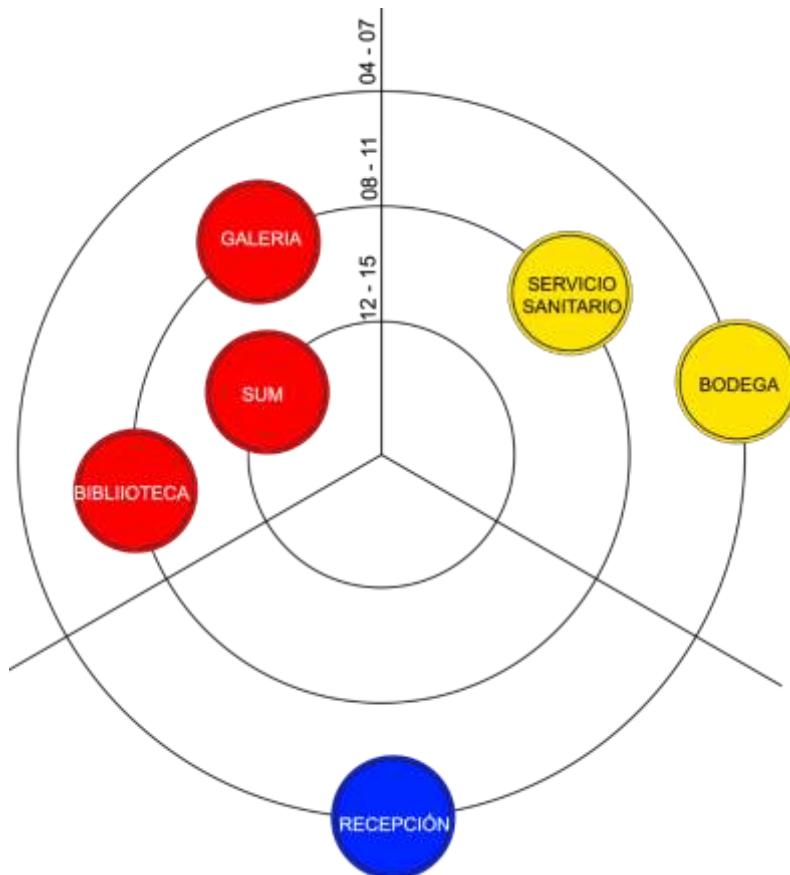 04 - 07
08 - 11
12 - 15
GALERIA
SERVICIO
SANITARIO
SUM
BODEGA
BIBLIIOTECA
RECEPCIÓN